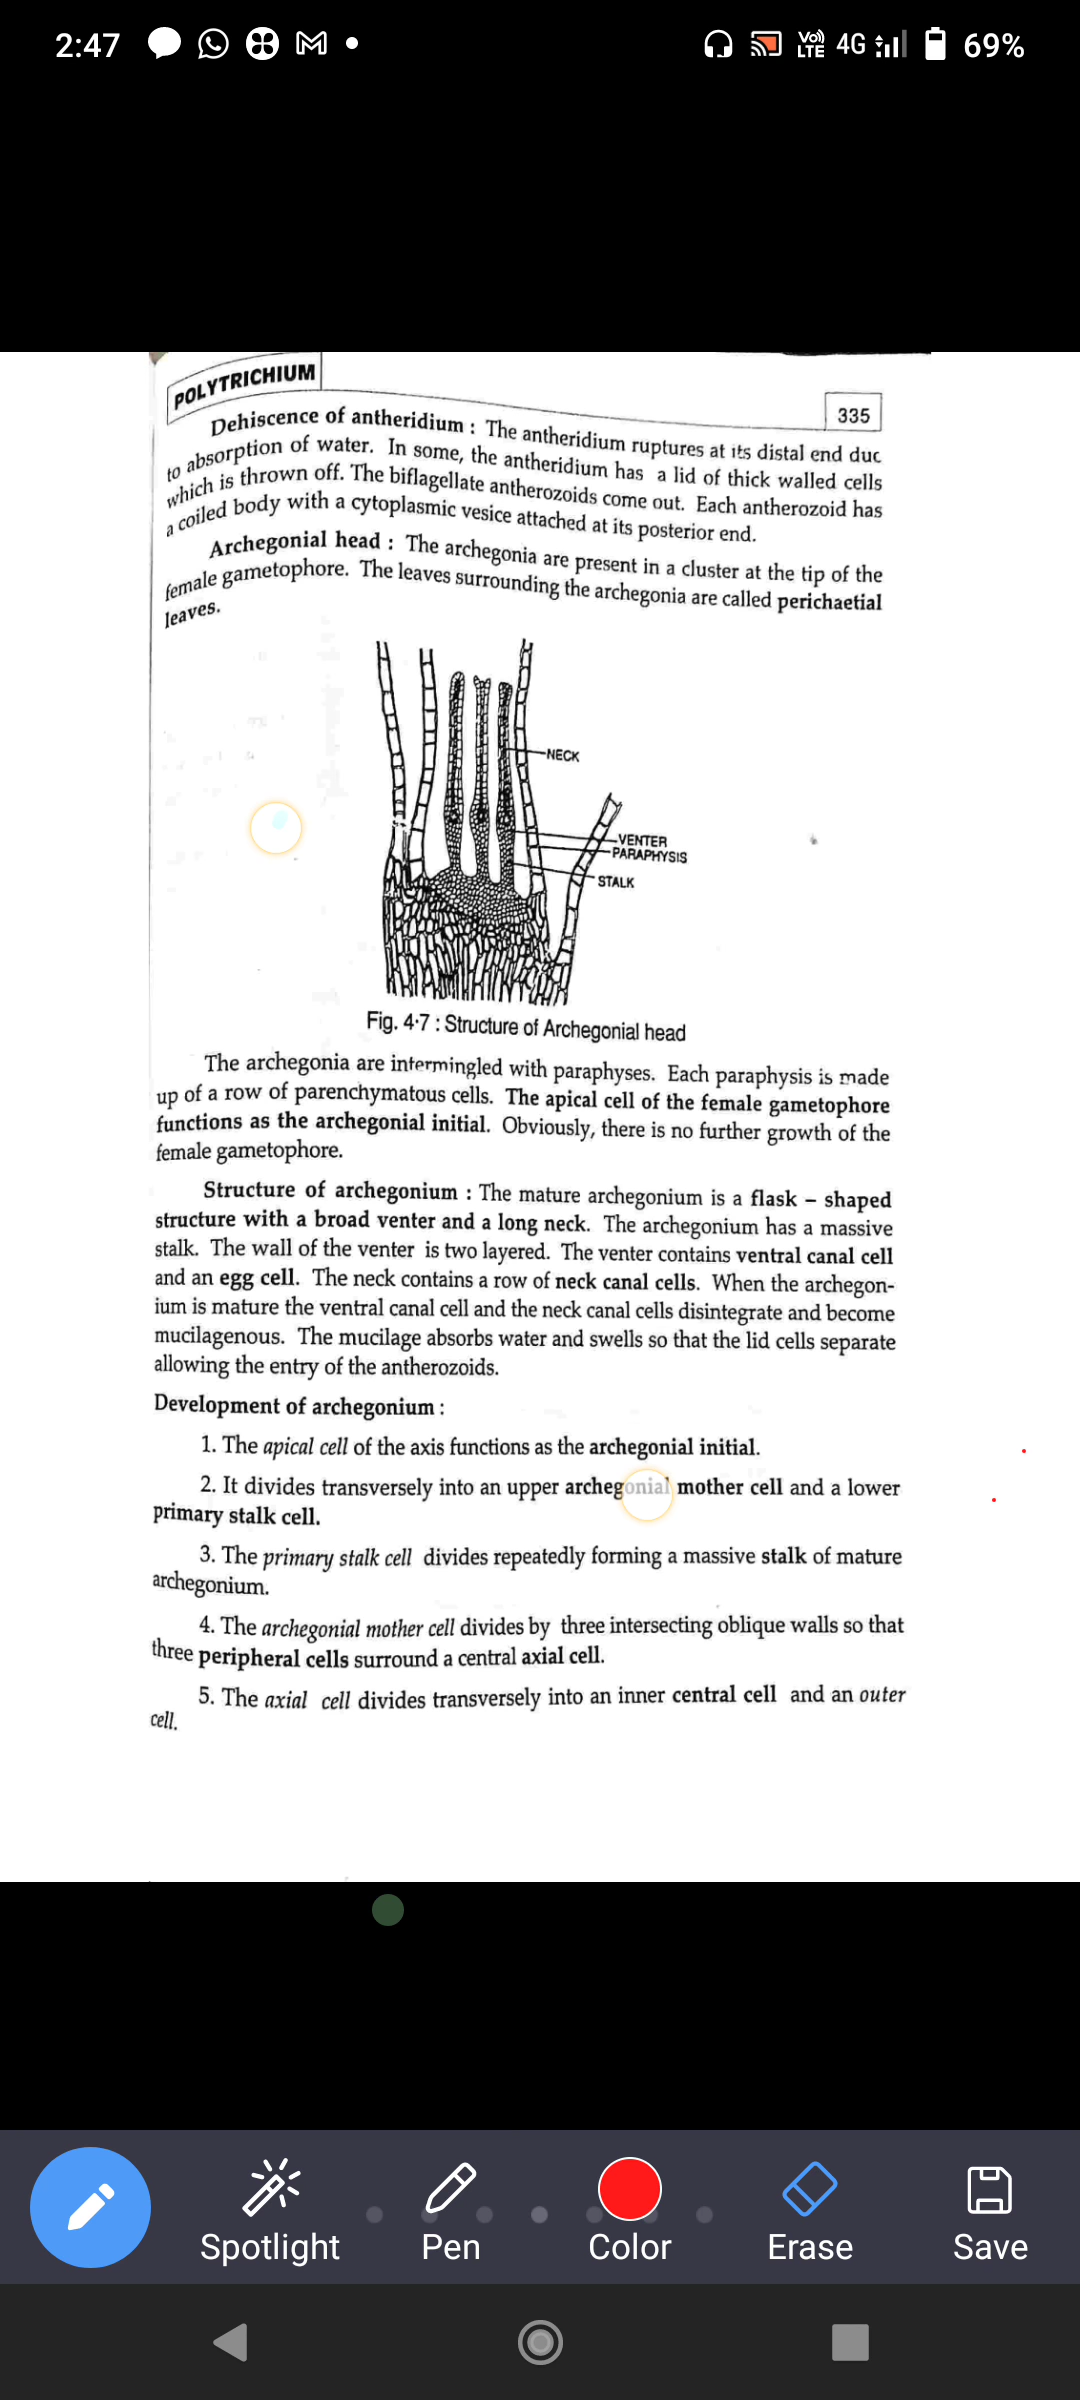 2:47
VoD LTE 4G 69%
POLYTRICHIUM
335
Dehiscence of antheridium : The antheridium ruptures at its distal end duc
to absorption of water. In some, the antheridium has a lid of thick walled cells
which is thrown off. The biflagellate antherozoids come out. Each antherozoid has
a coiled body with a cytoplasmic vesice attached at its posterior end.
Archegonial head : The archegonia are present in a cluster at the tip of the
female gametophore. The leaves surrounding the archegonia are called perichaetial
leaves.
NECK
VENTER
PARAPHYSIS
STALK
Fig. 4·7 : Structure of Archegonial head
The archegonia are intermingled with paraphyses. Each paraphysis is made
up of a row of parenchymatous cells. The apical cell of the female gametophore
functions as the archegonial initial. Obviously, there is no further growth of the
female gametophore.
Structure of archegonium : The mature archegonium is a flask – shaped
structure with a broad venter and a long neck. The archegonium has a massive
stalk. The wall of the venter is two layered. The venter contains ventral canal cell
and an egg cell. The neck contains a row of neck canal cells. When the archegon-
ium is mature the ventral canal cell and the neck canal cells disintegrate and become
mucilagenous. The mucilage absorbs water and swells so that the lid cells separate
allowing the entry of the antherozoids.
Development of archegonium :
1. The apical cell of the axis functions as the archegonial initial.
2. It divides transversely into an upper archegonial mother cell and a lower
primary stalk cell.
3. The primary stalk cell divides repeatedly forming a massive stalk of mature
archegonium.
4. The archegonial mother cell divides by three intersecting oblique walls so that
three peripheral cells surround a central axial cell.
5. The axial cell divides transversely into an inner central cell and an outer
cell.
Spotlight Pen Color Erase Save